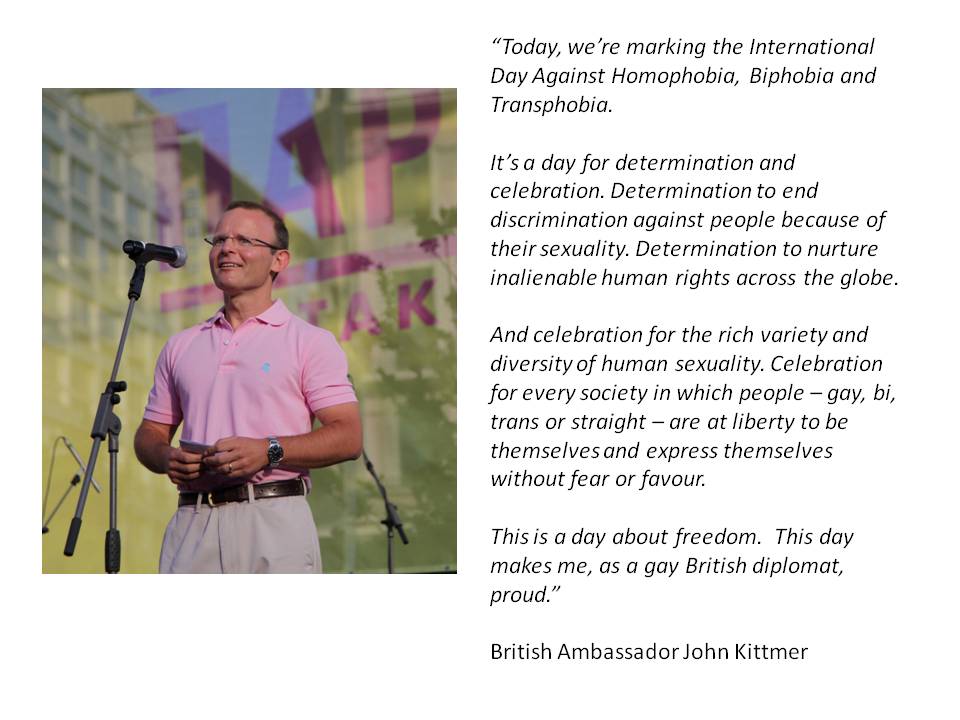 TAK
“Today, we’re marking the International
Day Against Homophobia, Biphobia and
Transphobia.
It’s a day for determination and
celebration. Determination to end
discrimination against people because of
their sexuality. Determination to nurture
inalienable human rights across the globe.
And celebration for the rich variety and
diversity of human sexuality. Celebration
for every society in which people – gay, bi,
trans or straight – are at liberty to be
themselves and express themselves
without fear or favour.
This is a day about freedom.  This day
makes me, as a gay British diplomat,
proud.”
British Ambassador John Kittmer